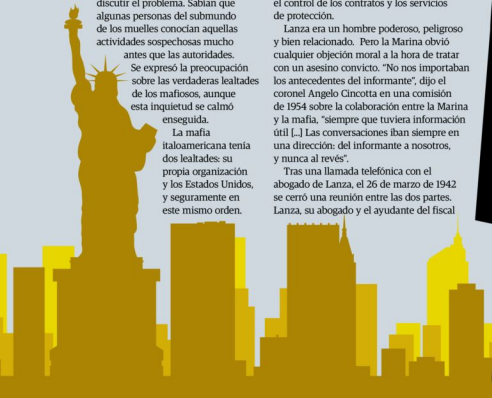 discutir el problema. Sabían que
algunas personas del submundo
de los muelles conocían aquellas
actividades sospechosas mucho
antes que las autoridades.
Se expresó la preocupación
sobre las verdaderas lealtades
de los mafiosos, aunque
esta inquietud se calmó
enseguida.
La mafia
italoamericana tenía
dos lealtades: su
propia organización
y los Estados Unidos,
y seguramente en
este mismo orden.
el control de los contratos y los servicios
de protección.
Lanza era un hombre poderoso, peligroso
y bien relacionado. Pero la Marina obvió
cualquier objeción moral a la hora de tratar
con un asesino convicto. “No nos importaban
los antecedentes del informante”, dijo el
coronel Angelo Cincotta en una comisión
de 1954 sobre la colaboración entre la Marina
y la mafia, “siempre que tuviera información
útil [...] Las conversaciones iban siempre en
una dirección: del informante a nosotros,
y nunca al revés”.
Tras una llamada telefónica con el
abogado de Lanza, el 26 de marzo de 1942
se cerró una reunión entre las dos partes.
Lanza, su abogado y el ayudante del fiscal